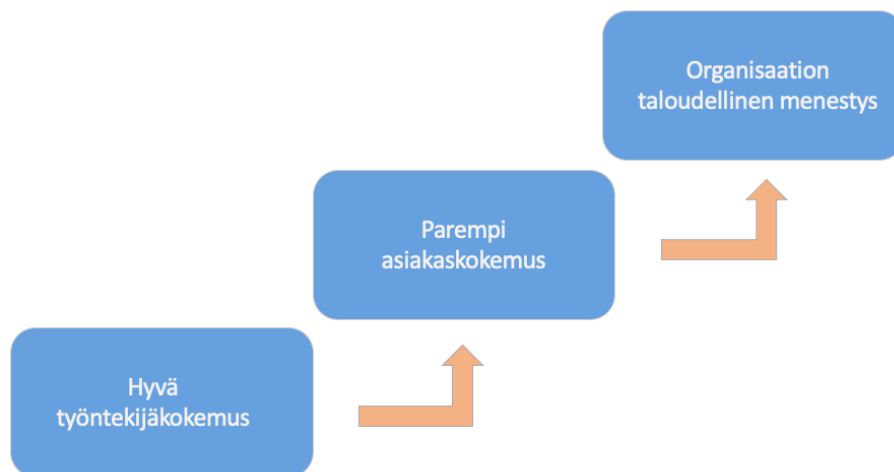 Organisaation
taloudellinen menestys
Parempi
asiakaskokemus
Hyvä
työntekijäkokemus